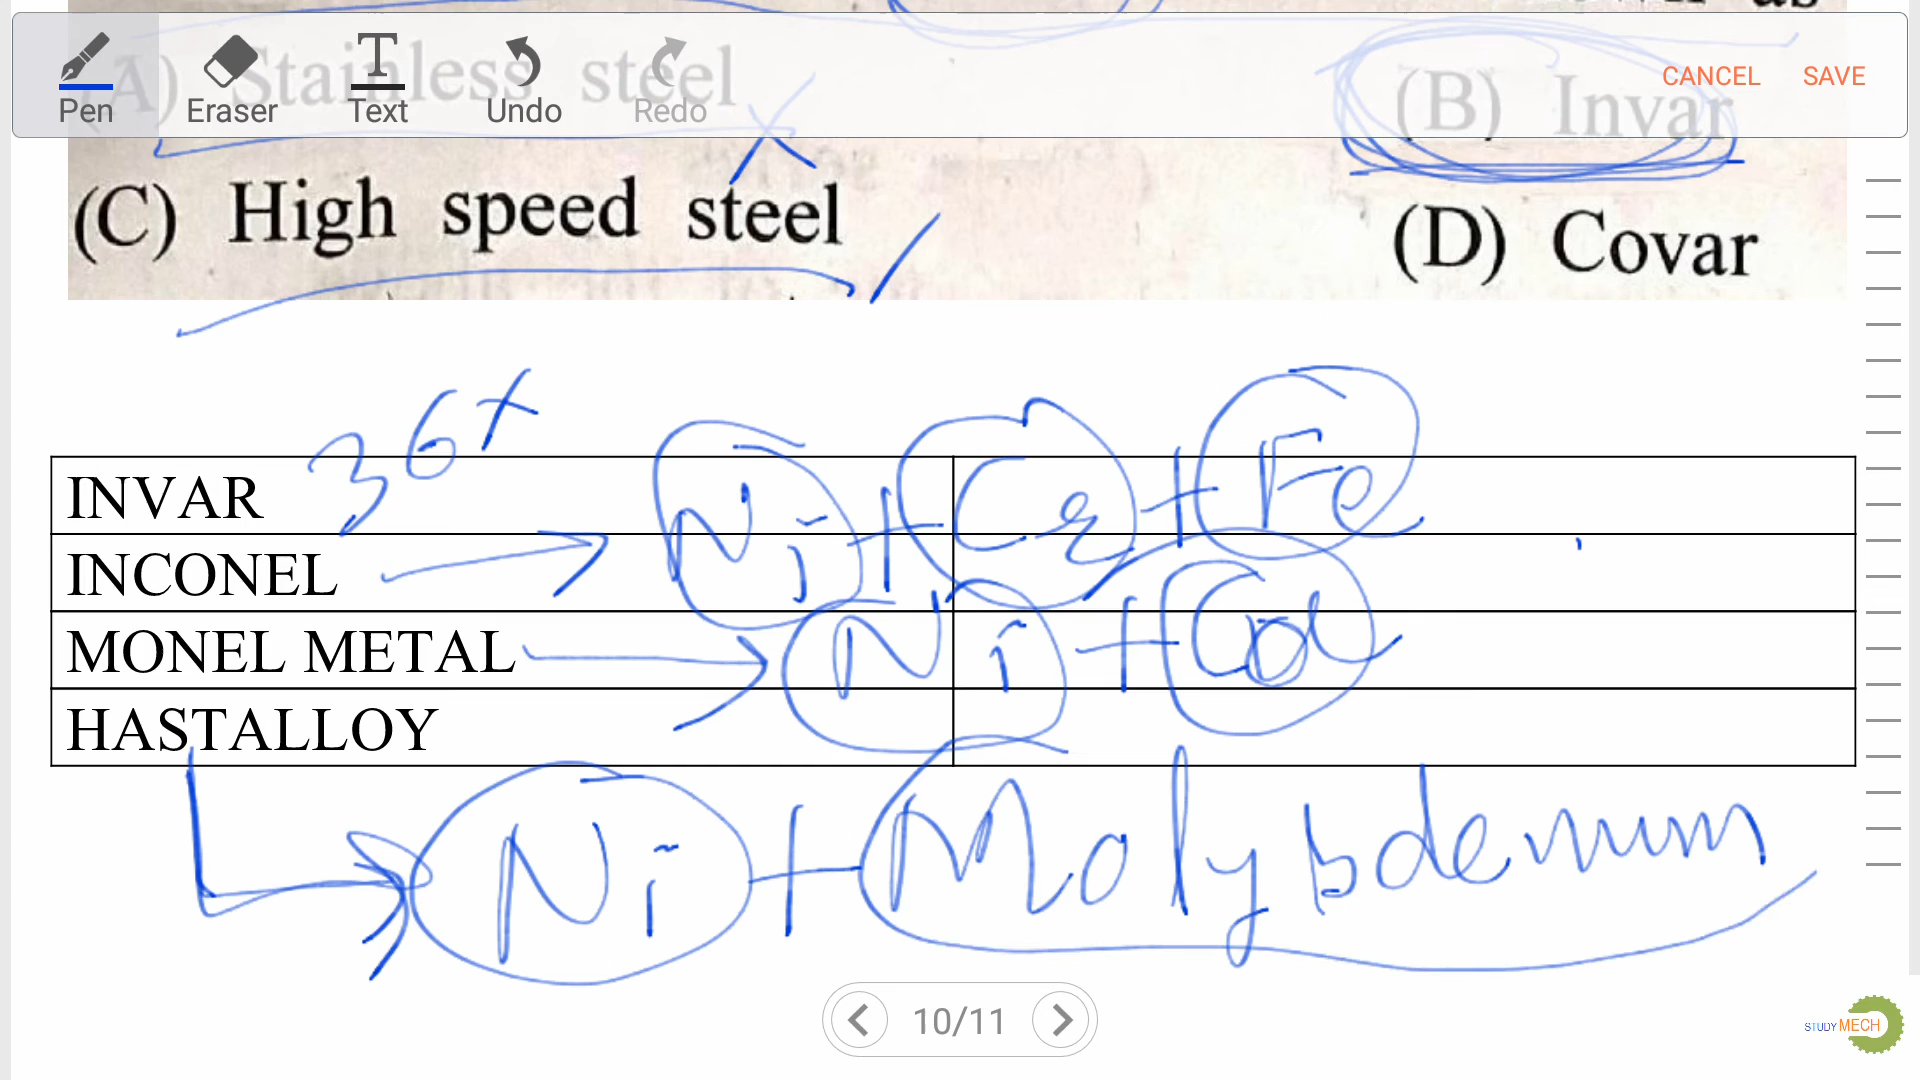 as
CANCEL SAVE
(A) Stainless steel (B) Invar
Pen Eraser Text Undo Redo
(C) High speed steel (D) Covar
INVAR 36%
INCONEL Ni + Cr + Fe
MONEL METAL Ni +
HASTALLOY
Ni + Molybdenum
10/11
STUDY MECH